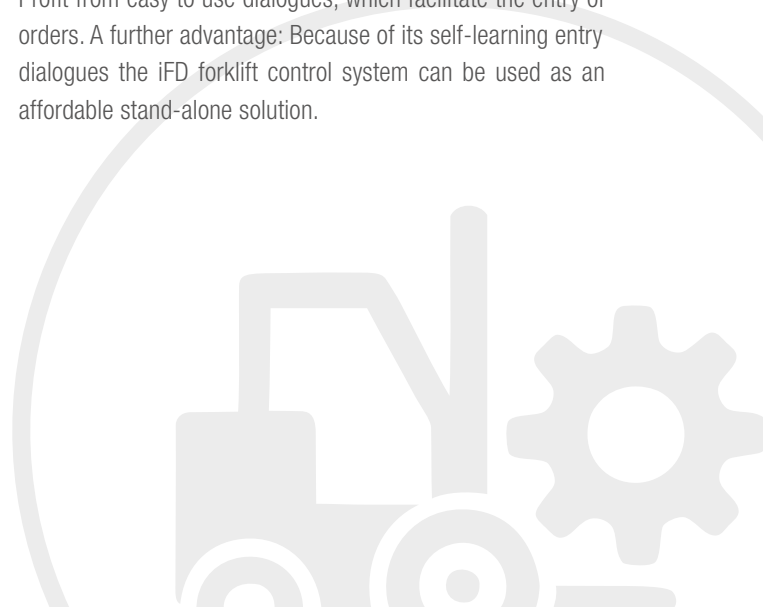 Profit from easy to use dialogues, which facilitate the entry of
orders. A further advantage: Because of its self-learning entry
dialogues the iFD forklift control system can be used as an
affordable stand-alone solution.